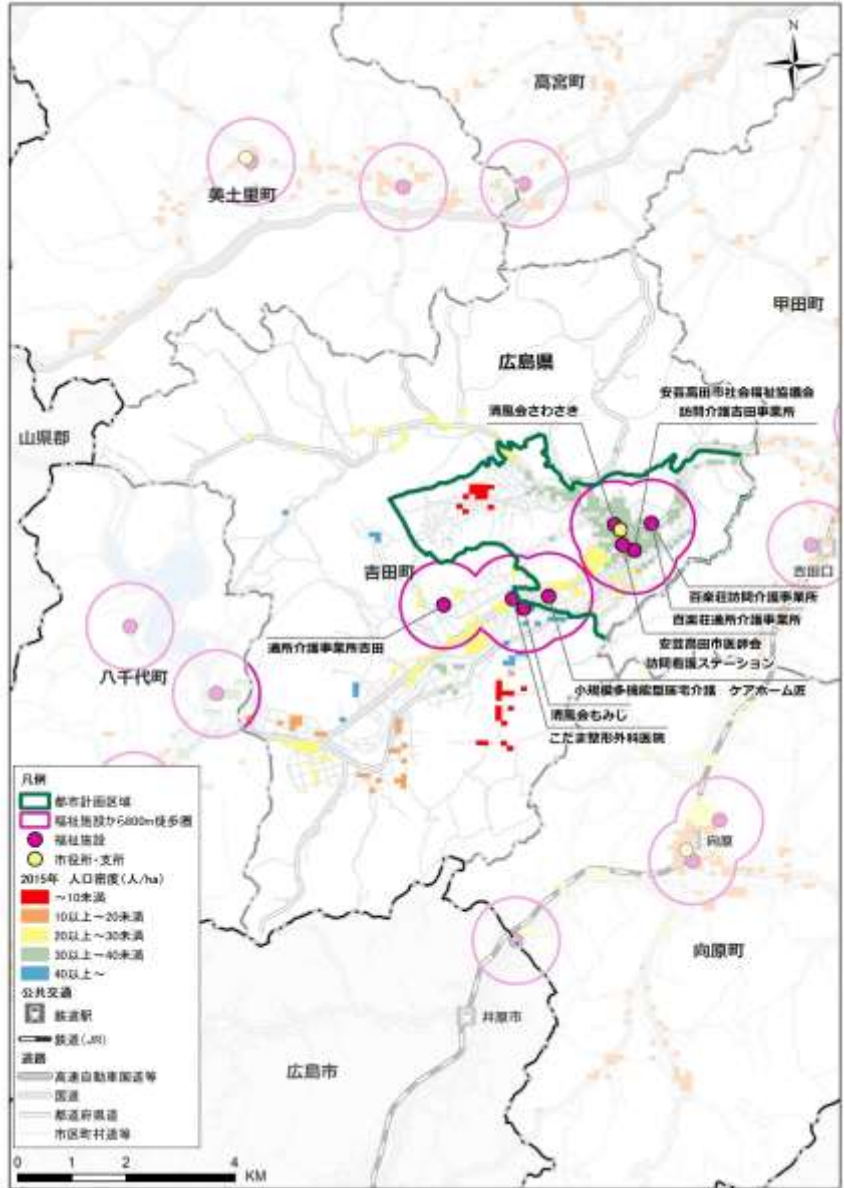 N
高宮町
美土里町
甲田町
広島県
安芸高田市社会福祉協議会
訪問介護吉田事業所
清風会さわさき
山県郡
吉田町
吉田口
百楽荘訪問介護事業所
百楽荘通所介護事業所
通所介護事業所吉田
安芸高田市医師会
訪問看護ステーション
八千代町
小規模多機能型居宅介護 ケアホーム匠
清風会もみじ
こだま整形外科医院
凡例
都市計画区域
福祉施設から800m徒歩圏
福祉施設
市役所・支所
2015年 人口密度(人/ha)
～10未満
10以上～20未満
20以上～30未満
30以上～40未満
40以上～
公共交通
鉄道駅
鉄道(JR)
道路
高速自動車国道等
国道
都道府県道
市区町村道等
向原
向原町
井原市
広島市
0 2 4
KM